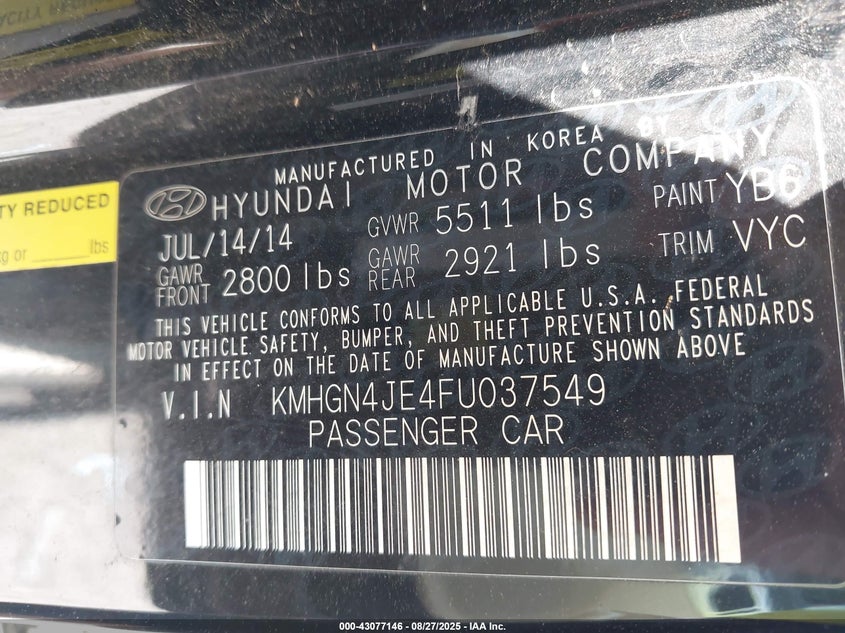 MANUFACTURED IN KOREA BY
HYUNDAI MOTOR COMPANY
JUL/14/14 GVWR 5511 lbs PAINT YB6
GAWR FRONT 2800 lbs GAWR REAR 2921 lbs TRIM VYC
THIS VEHICLE CONFORMS TO ALL APPLICABLE U.S.A. FEDERAL
MOTOR VEHICLE SAFETY, BUMPER, AND THEFT PREVENTION STANDARDS
IN EFFECT ON THE DATE OF MANUFACTURE SHOWN ABOVE
V.I.N KMHGN4JE4FU037549
PASSENGER CAR
TY REDUCED
kg or lbs
000-43077146 - 08/27/2025 - IAA Inc.